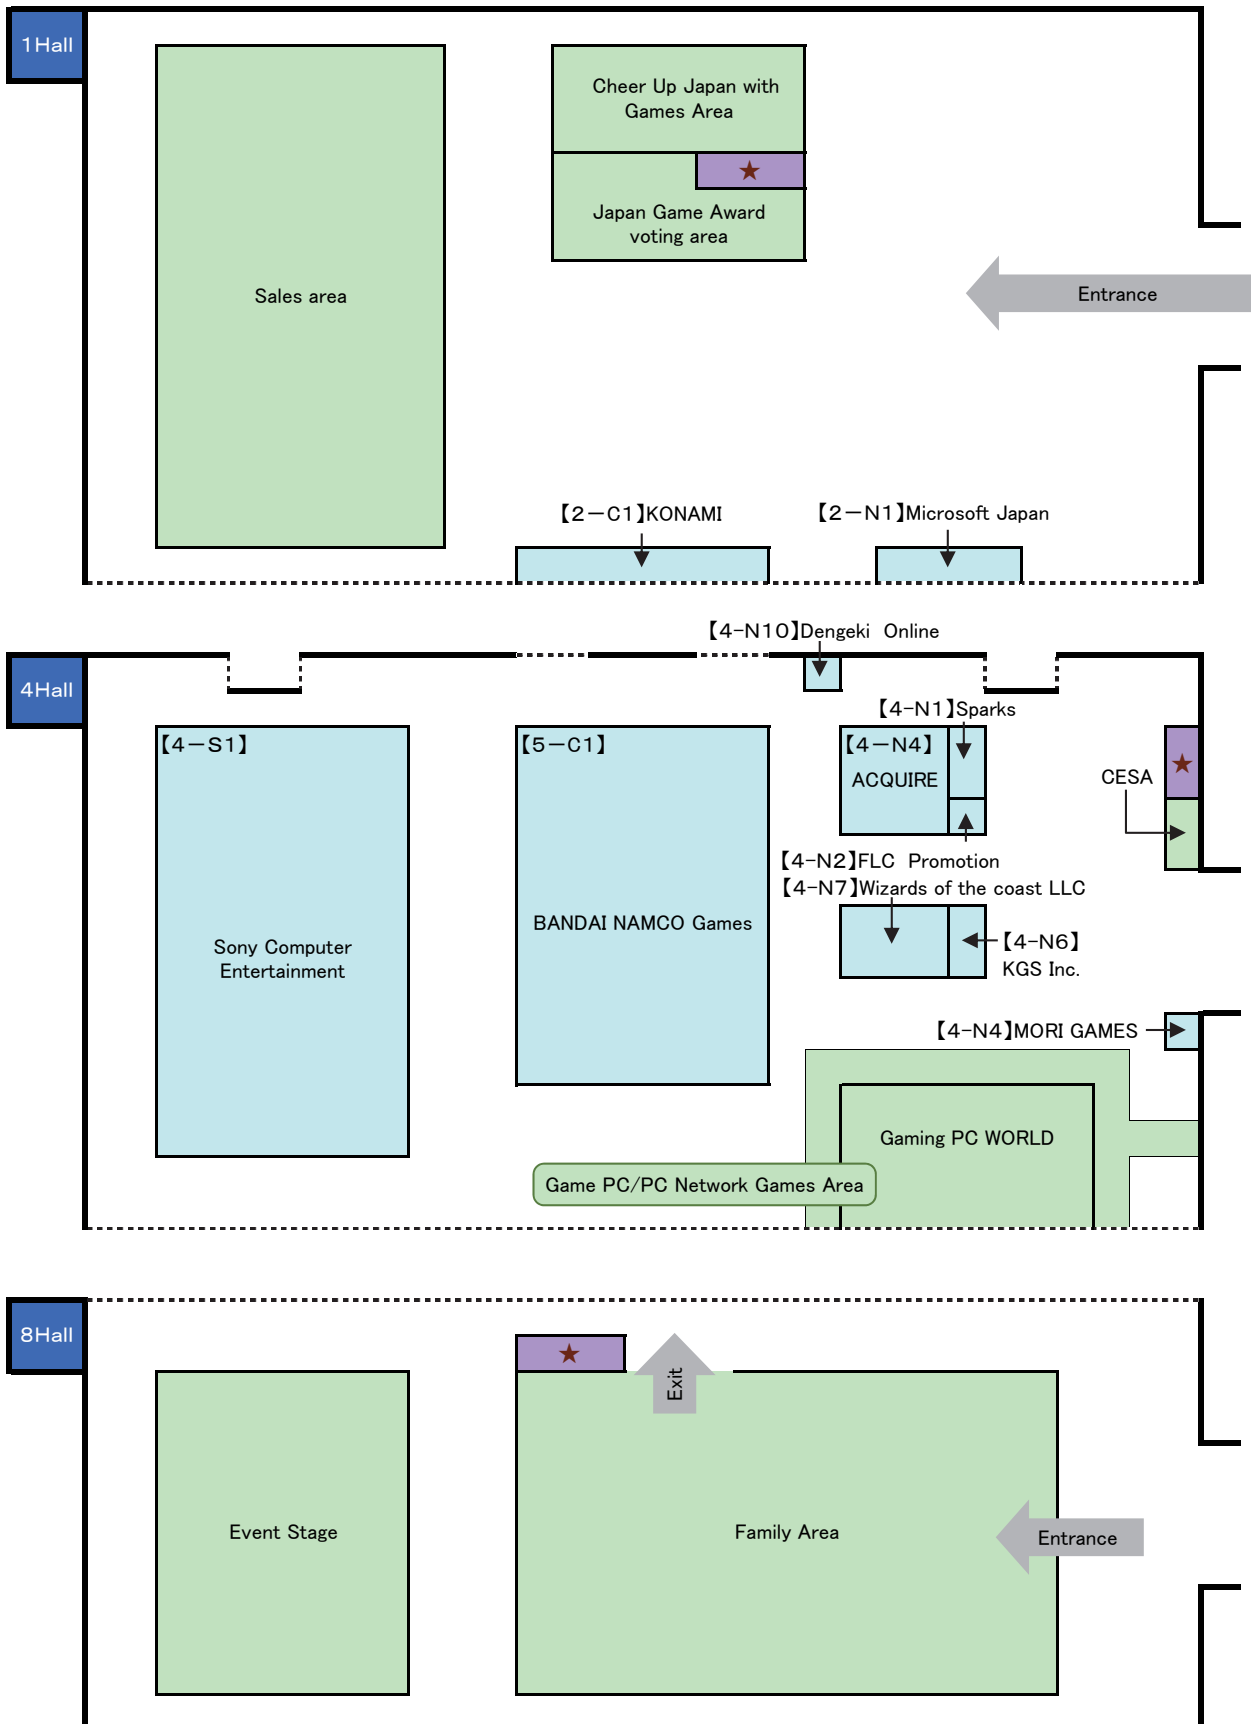 1Hall
Cheer Up Japan with
Games Area
★
Japan Game Award
voting area
Sales area
Entrance
【2－C1】KONAMI
【2－N1】Microsoft Japan
【4-N10】Dengeki Online
4Hall
【4-N1】Sparks
【4－S1】
【5－C1】
【4－N4】
ACQUIRE
★
CESA
【4-N2】FLC Promotion
【4-N7】Wizards of the coast LLC
BANDAI NAMCO Games
Sony Computer
Entertainment
【4-N6】
KGS Inc.
【4-N4】MORI GAMES
Gaming PC WORLD
Game PC/PC Network Games Area
8Hall
★
Exit
Event Stage
Family Area
Entrance